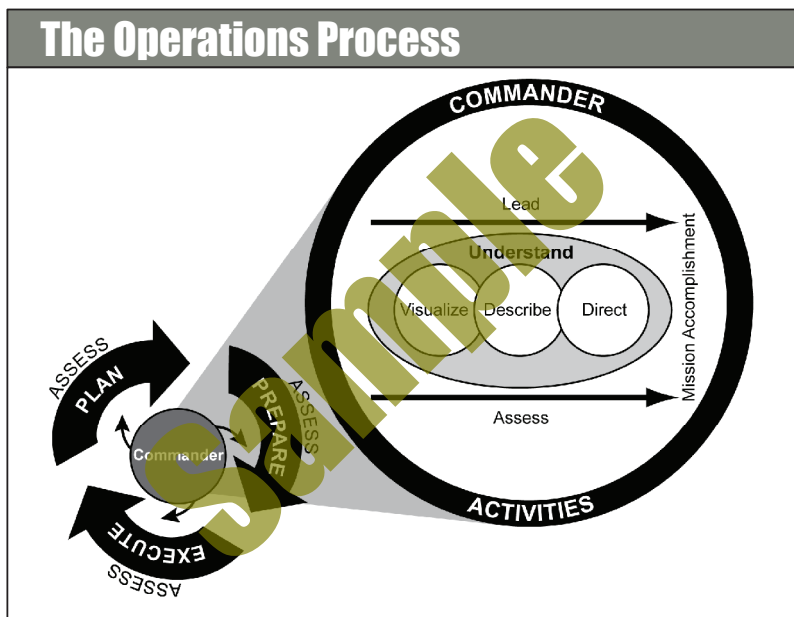 The Operations Process
COMMANDER
Lead
Understand
Visualize
Describe
Direct
Mission Accomplishment
Assess
ACTIVITIES
ASSESS
PLAN
ASSESS
PREPARE
Commander
EXECUTE
ASSESS
Sample